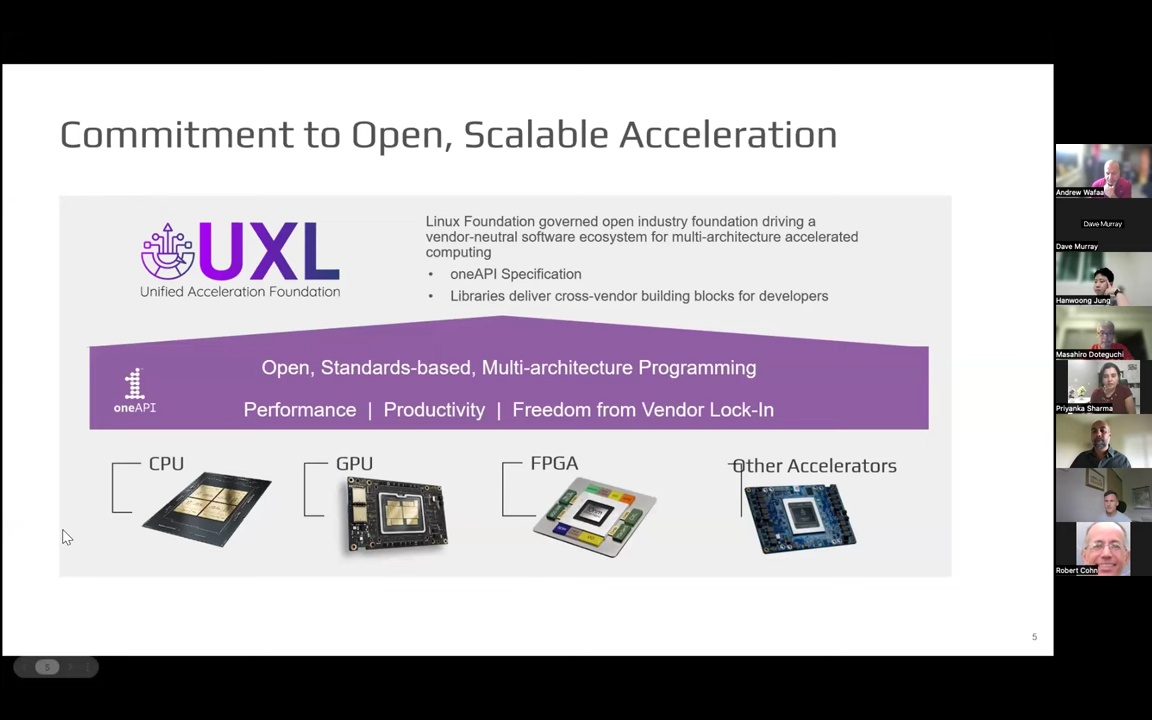 Commitment to Open, Scalable Acceleration
UXL
Unified Acceleration Foundation
Linux Foundation governed open industry foundation driving a
vendor-neutral software ecosystem for multi-architecture accelerated
computing
• oneAPI Specification
• Libraries deliver cross-vendor building blocks for developers
oneAPI
Open, Standards-based, Multi-architecture Programming
Performance | Productivity | Freedom from Vendor Lock-In
CPU
GPU
FPGA
Other Accelerators
5
5
Andrew Wafaa
Dave Murray
Dave Murray
Hanwoong Jung
Masahiro Doteguchi
Priyanka Sharma
Robert Cohn